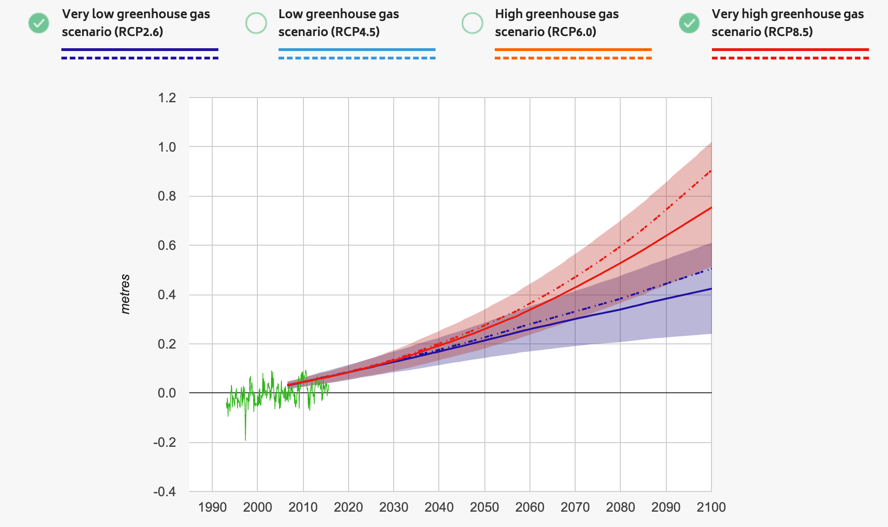 Very low greenhouse gas
scenario (RCP2.6)
Low greenhouse gas
scenario (RCP4.5)
High greenhouse gas
scenario (RCP6.0)
Very high greenhouse gas
scenario (RCP8.5)
1.2
1.0
0.8
0.6
0.4
0.2
0.0
-0.2
-0.4
metres
1990 2000 2010 2020 2030 2040 2050 2060 2070 2080 2090 2100